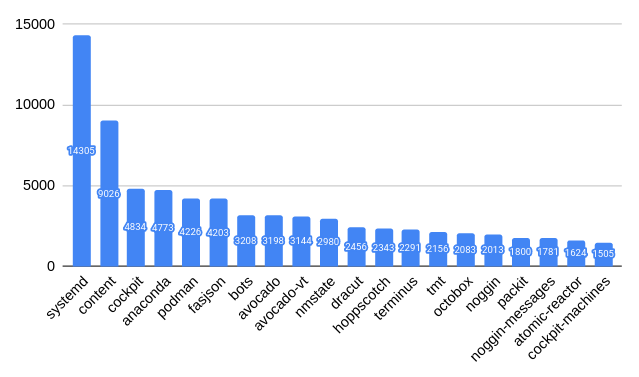 15000
10000
5000
0
14305
9026
4834
4773
4226
4203
3208
3198
3144
2980
2456
2343
2291
2156
2083
2013
1800
1781
1624
1505
systemd
content
cockpit
anaconda
podman
fasjson
bots
avocado
avocado-vt
nmstate
dracut
hoppscotch
terminus
tmt
octobox
noggin
packit
noggin-messages
atomic-reactor
cockpit-machines